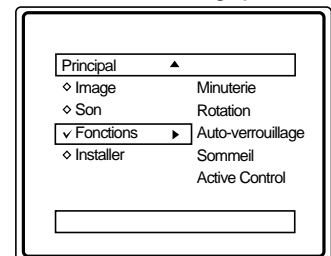 Principal ▲
◇ Image Minuterie
◇ Son Rotation
✓ Fonctions ▶ Auto-verrouillage
◇ Installer Sommeil
Active Control